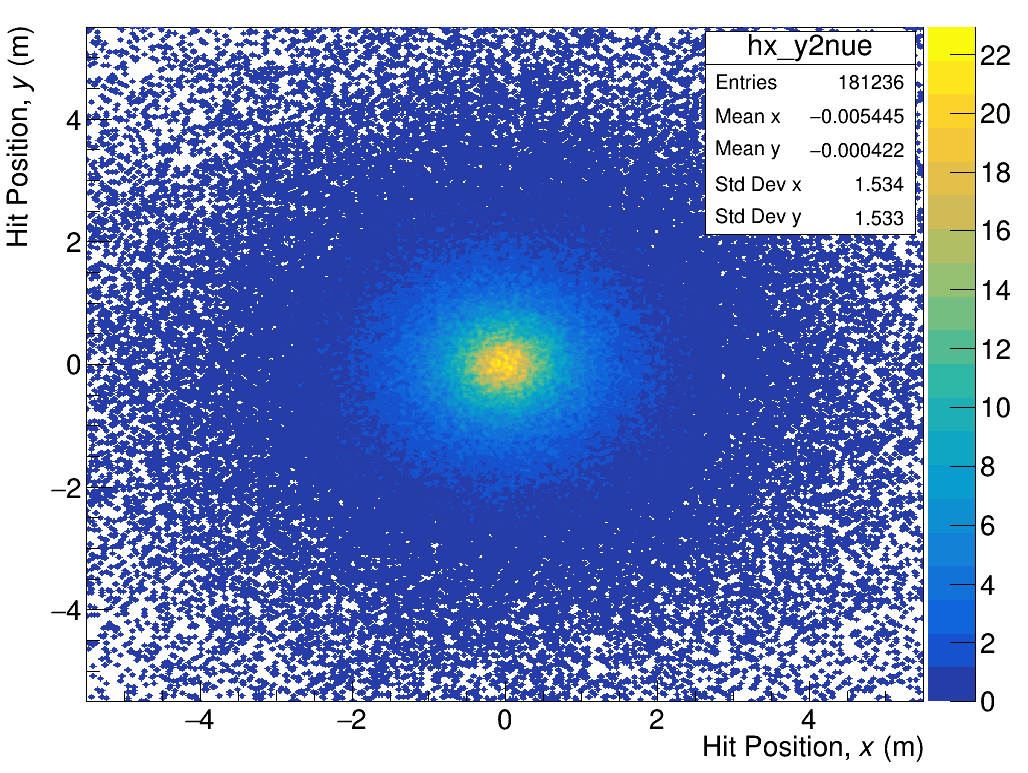 Hit Position, y (m)
hx_y2nue
Entries 181236
Mean x −0.005445
Mean y −0.000422
Std Dev x 1.534
Std Dev y 1.533
4
2
0
−2
−4
−4 −2 0 2 4
Hit Position, x (m)
22
20
18
16
14
12
10
8
6
4
2
0